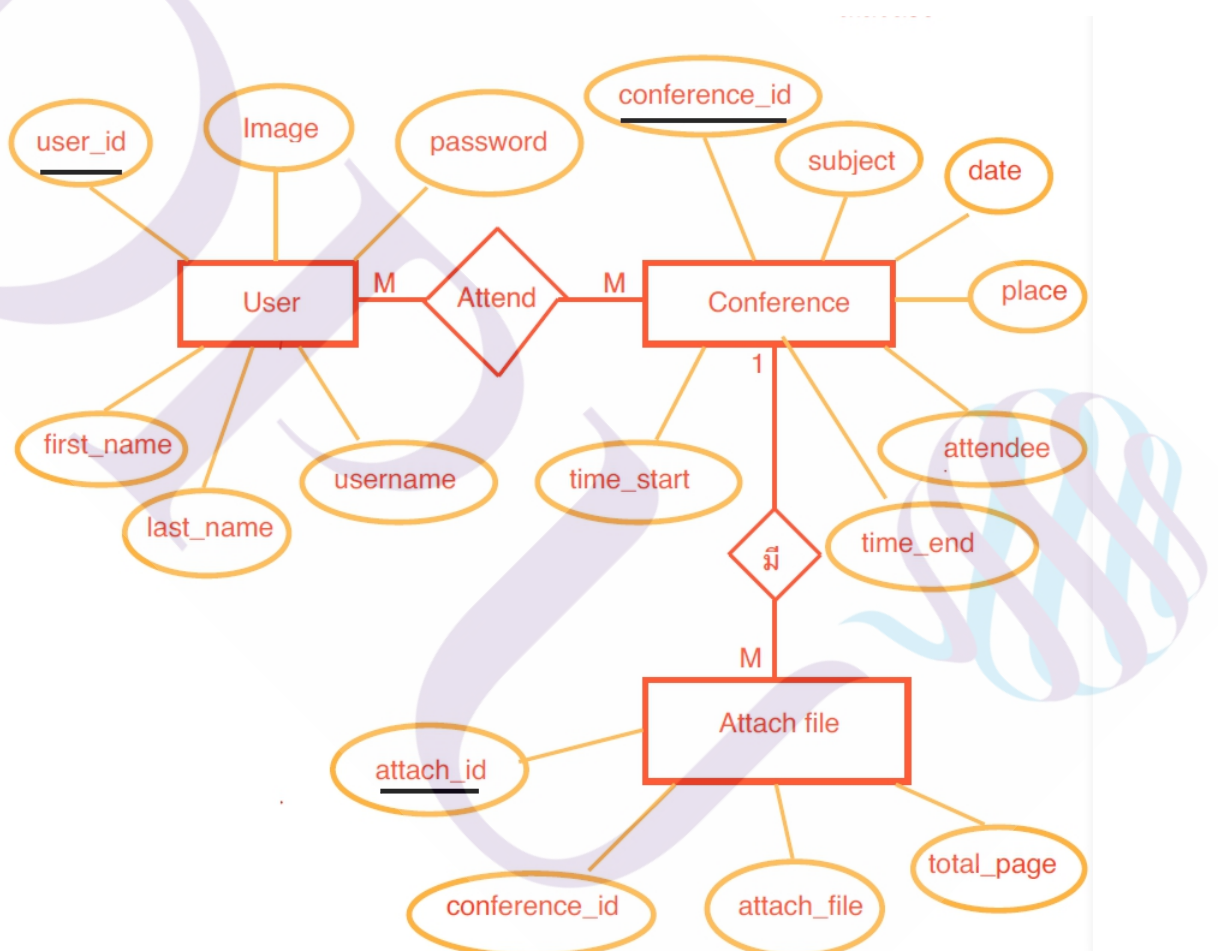 conference_id
user_id
Image
password
subject
date
place
User
M
Attend
M
Conference
1
first_name
last_name
username
time_start
attendee
time_end
มี
M
Attach file
attach_id
conference_id
attach_file
total_page